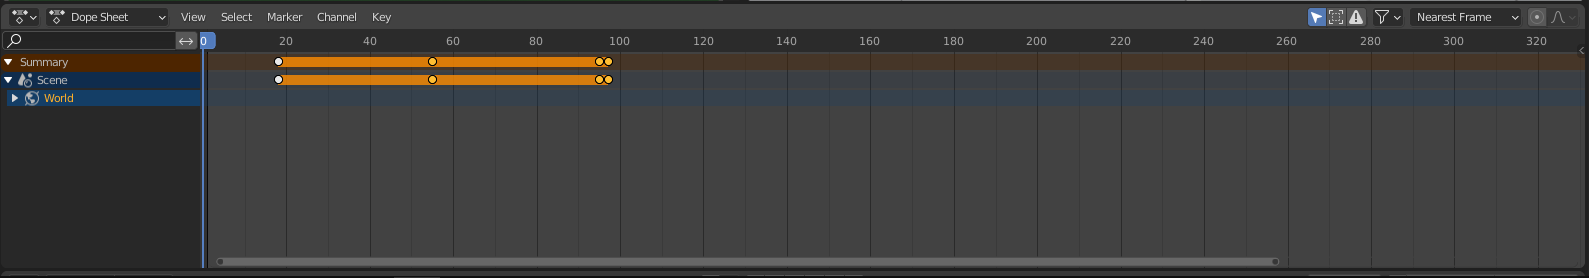 Dope Sheet View Select Marker Channel Key Nearest Frame
0 20 40 60 80 100 120 140 160 180 200 220 240 260 280 300 320
Summary
Scene
World